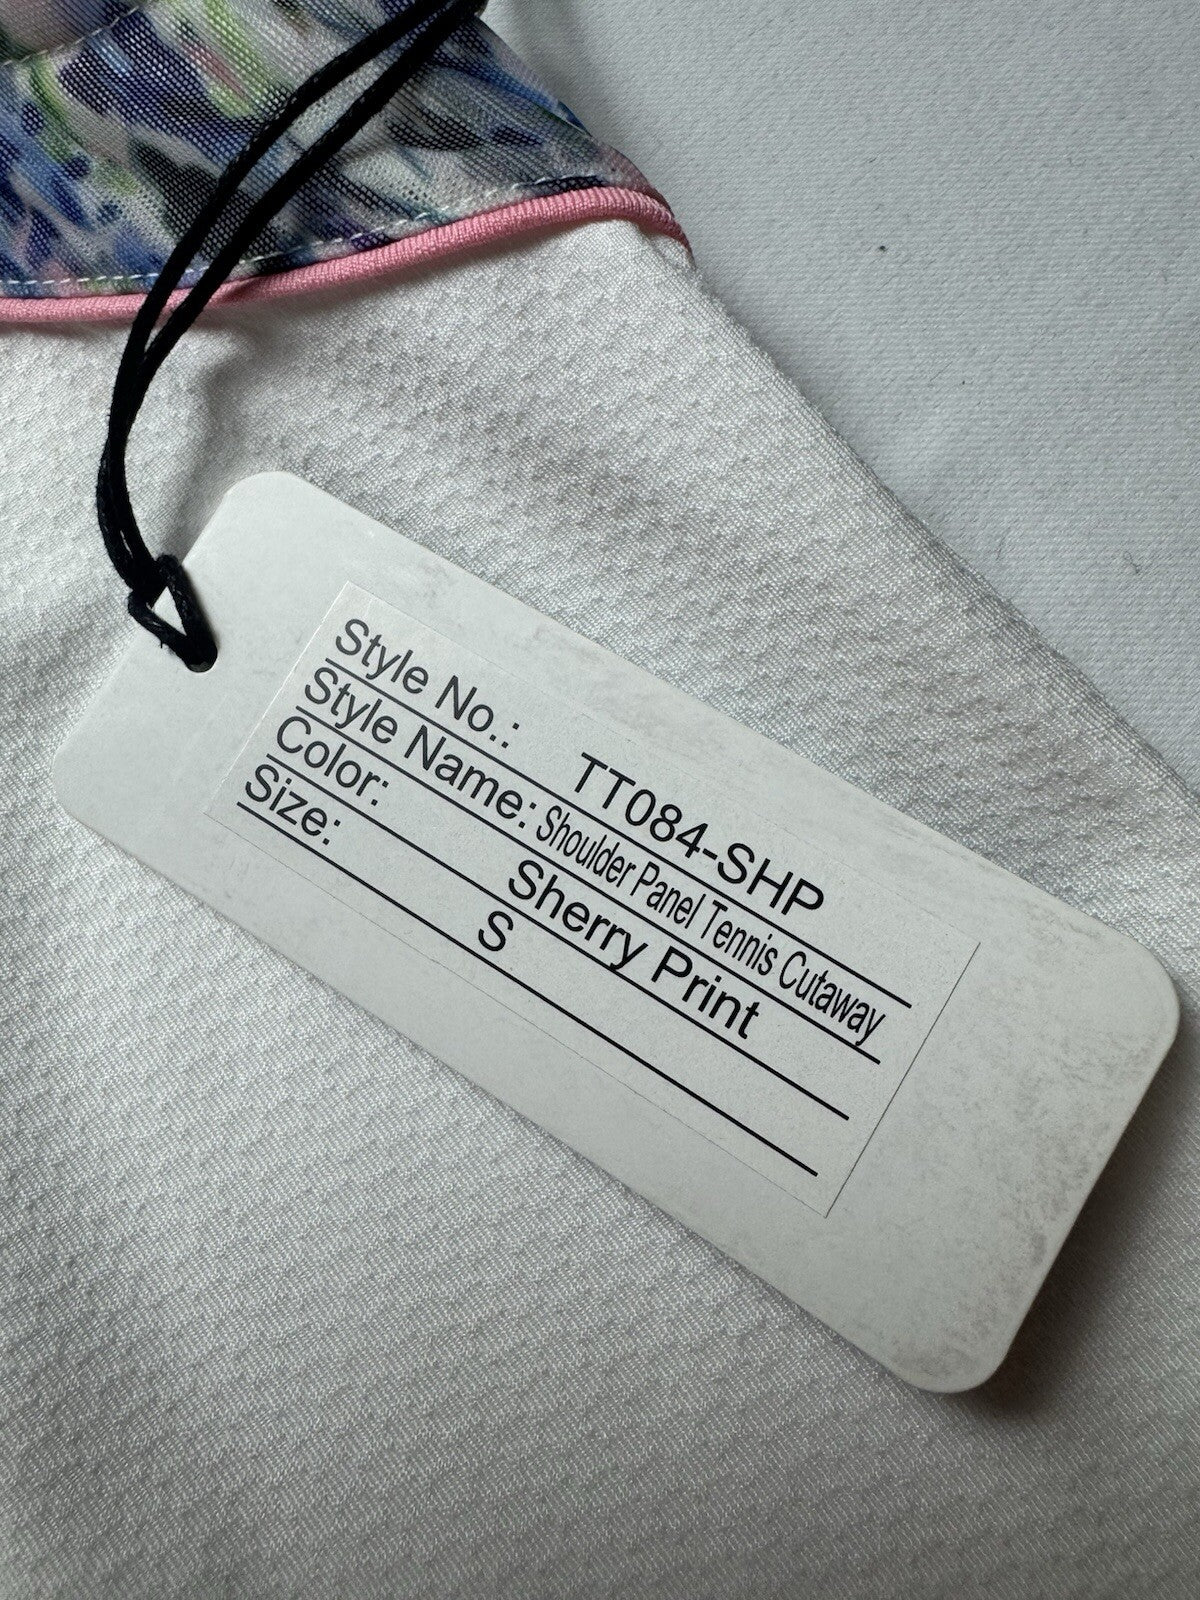 Style No.: TT084-SHP
Style Name: Shoulder Panel Tennis Cutaway
Color: Sherry Print
Size: S